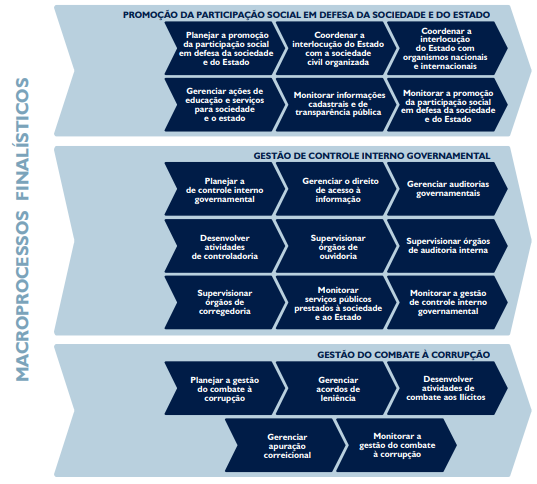 MACROPROCESSOS FINALÍSTICOS
PROMOÇÃO DA PARTICIPAÇÃO SOCIAL EM DEFESA DA SOCIEDADE E DO ESTADO
Planejar a promoção
da participação social
em defesa da sociedade
e do Estado
Coordenar a
interlocução do Estado
com a sociedade
civil organizada
Coordenar a
interlocução
do Estado com
organismos nacionais
e internacionais
Gerenciar ações de
educação e serviços
para sociedade
e o estado
Monitorar informações
cadastrais e de
transparência pública
Monitorar a promoção
da participação social
em defesa da sociedade
e do Estado
GESTÃO DE CONTROLE INTERNO GOVERNAMENTAL
Planejar a
de controle interno
governamental
Gerenciar o direito
de acesso à
informação
Gerenciar auditorias
governamentais
Desenvolver
atividades
de controladoria
Supervisionar
órgãos de
ouvidoria
Supervisionar órgãos
de auditoria interna
Supervisionar
órgãos de
corregedoria
Monitorar
serviços públicos
prestados à sociedade
e ao Estado
Monitorar a gestão
de controle interno
governamental
GESTÃO DO COMBATE À CORRUPÇÃO
Planejar a gestão
do combate à
corrupção
Gerenciar
acordos de
leniência
Desenvolver
atividades de
combate aos Ilícitos
Gerenciar
apuração
correicional
Monitorar a
gestão do combate
à corrupção